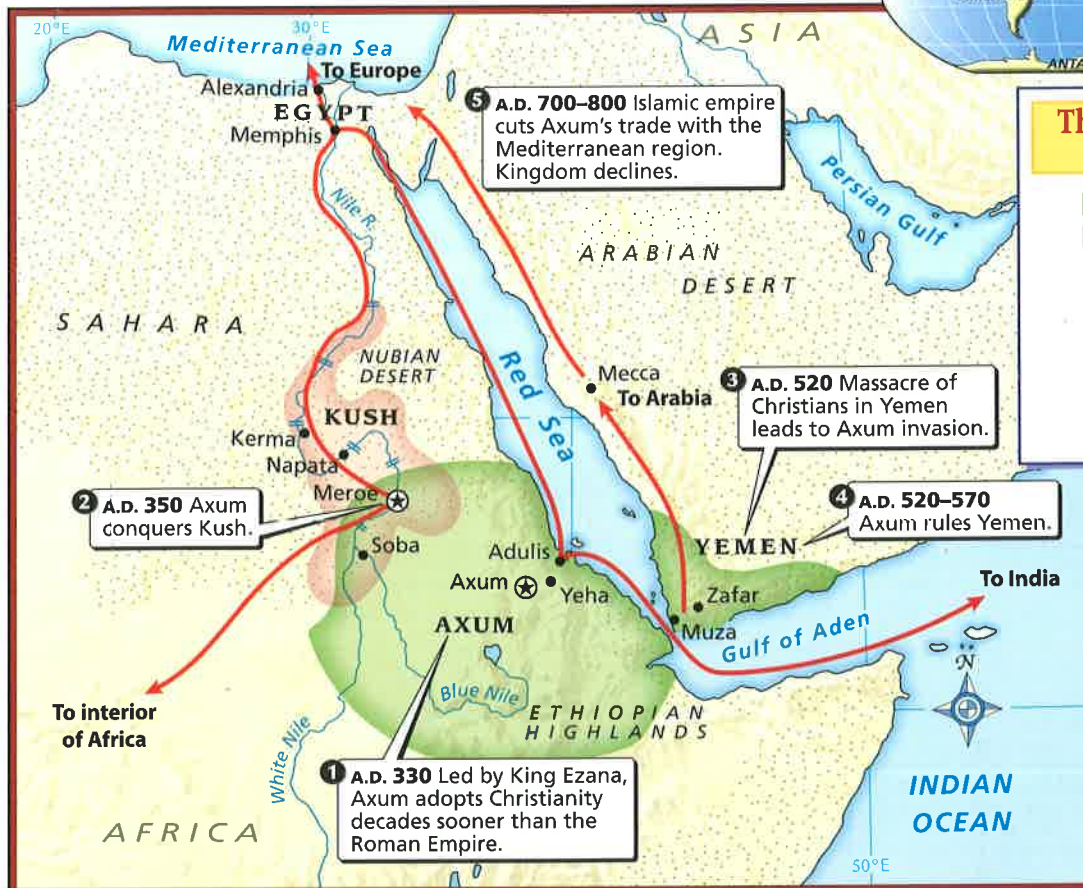 20°E
30°E
Mediterranean Sea
ASIA
To Europe
Alexandria
EGYPT
Memphis
Nile R.
5 A.D. 700–800 Islamic empire
cuts Axum's trade with the
Mediterranean region.
Kingdom declines.
Persian Gulf
ARABIAN
DESERT
SAHARA
NUBIAN
DESERT
Red Sea
Mecca
To Arabia
3 A.D. 520 Massacre of
Christians in Yemen
leads to Axum invasion.
KUSH
Kerma
Napata
Meroe
2 A.D. 350 Axum
conquers Kush.
4 A.D. 520–570
Axum rules Yemen.
Soba
Adulis
YEMEN
Axum
Yeha
Zafar
To India
AXUM
Muza
Gulf of Aden
N
Blue Nile
ETHIOPIAN
HIGHLANDS
To interior
of Africa
White Nile
1 A.D. 330 Led by King Ezana,
Axum adopts Christianity
decades sooner than the
Roman Empire.
INDIAN
OCEAN
AFRICA
50°E